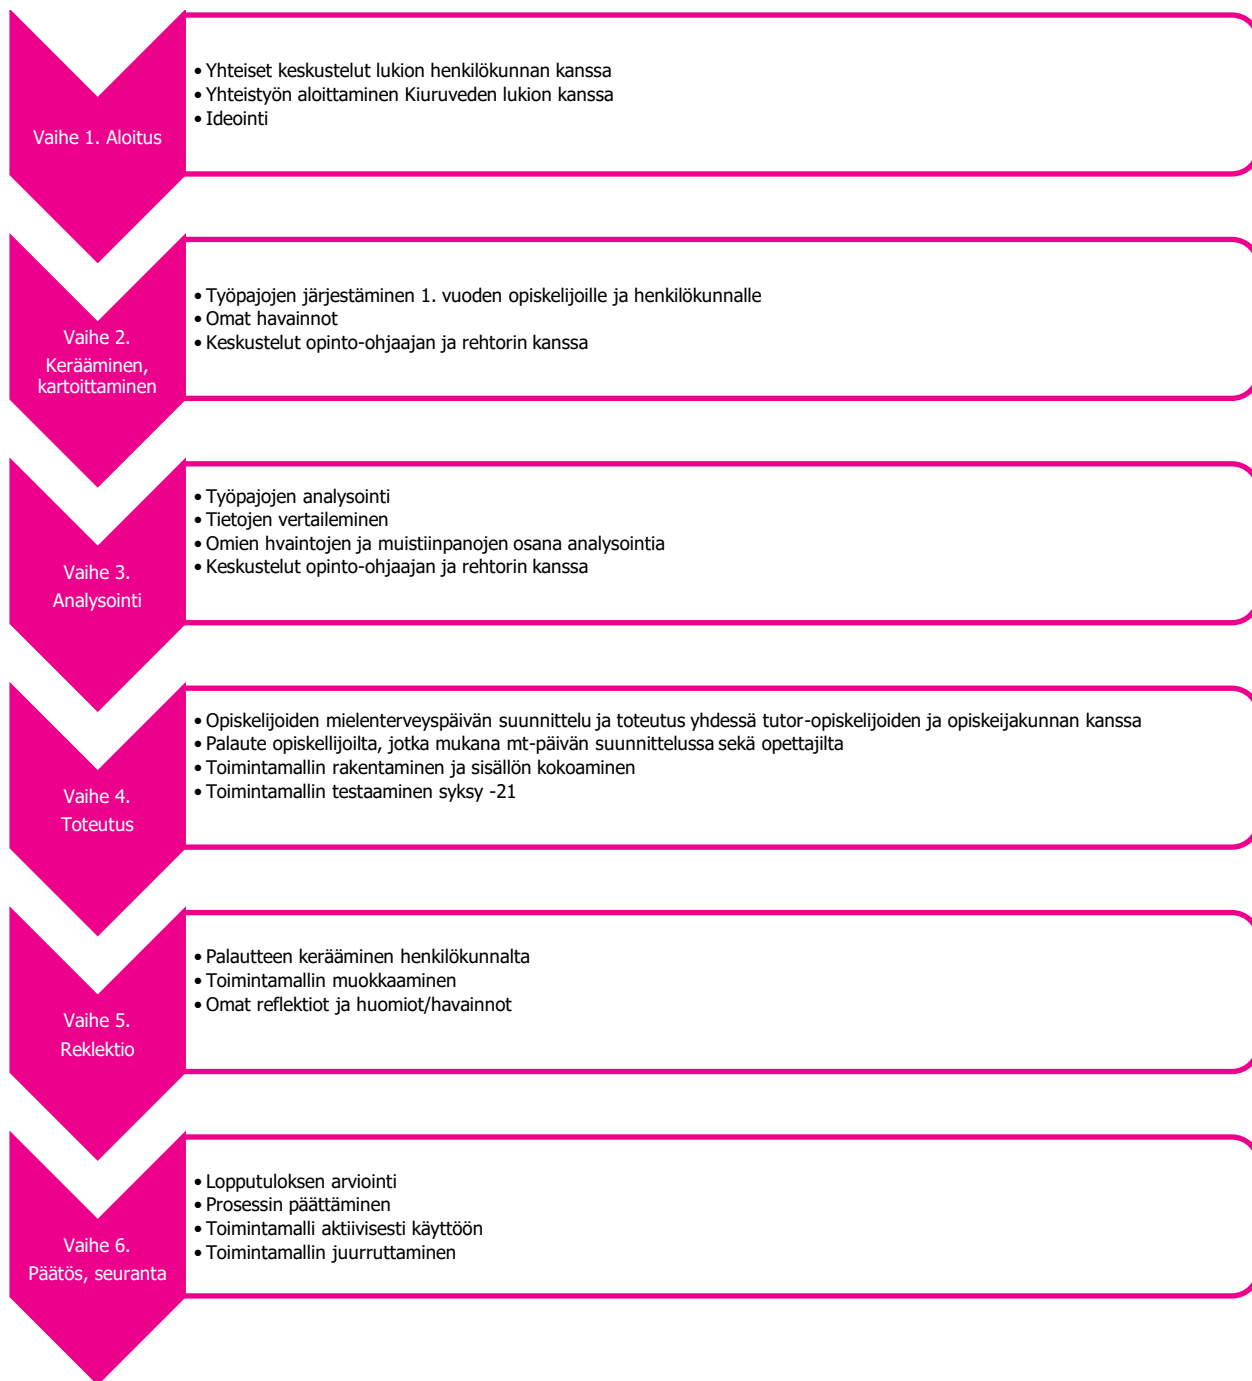 Vaihe 1. Aloitus
• Yhteiset keskustelut lukion henkilökunnan kanssa
• Yhteistyön aloittaminen Kiuruveden lukion kanssa
• Ideointi
Vaihe 2.
Kerääminen,
kartoittaminen
• Työpajojen järjestäminen 1. vuoden opiskelijoille ja henkilökunnalle
• Omat havainnot
• Keskustelut opinto-ohjaajan ja rehtorin kanssa
Vaihe 3.
Analysointi
• Työpajojen analysointi
• Tietojen vertaileminen
• Omien hvaintojen ja muistiinpanojen osana analysointia
• Keskustelut opinto-ohjaajan ja rehtorin kanssa
Vaihe 4.
Toteutus
• Opiskelijoiden mielenterveyspäivän suunnittelu ja toteutus yhdessä tutor-opiskelijoiden ja opiskeijakunnan kanssa
• Palaute opiskellijoilta, jotka mukana mt-päivän suunnittelussa sekä opettajilta
• Toimintamallin rakentaminen ja sisällön kokoaminen
• Toimintamallin testaaminen syksy -21
Vaihe 5.
Reklektio
• Palautteen kerääminen henkilökunnalta
• Toimintamallin muokkaaminen
• Omat reflektiot ja huomiot/havainnot
Vaihe 6.
Päätös, seuranta
• Lopputuloksen arviointi
• Prosessin päättäminen
• Toimintamalli aktiivisesti käyttöön
• Toimintamallin juurruttaminen